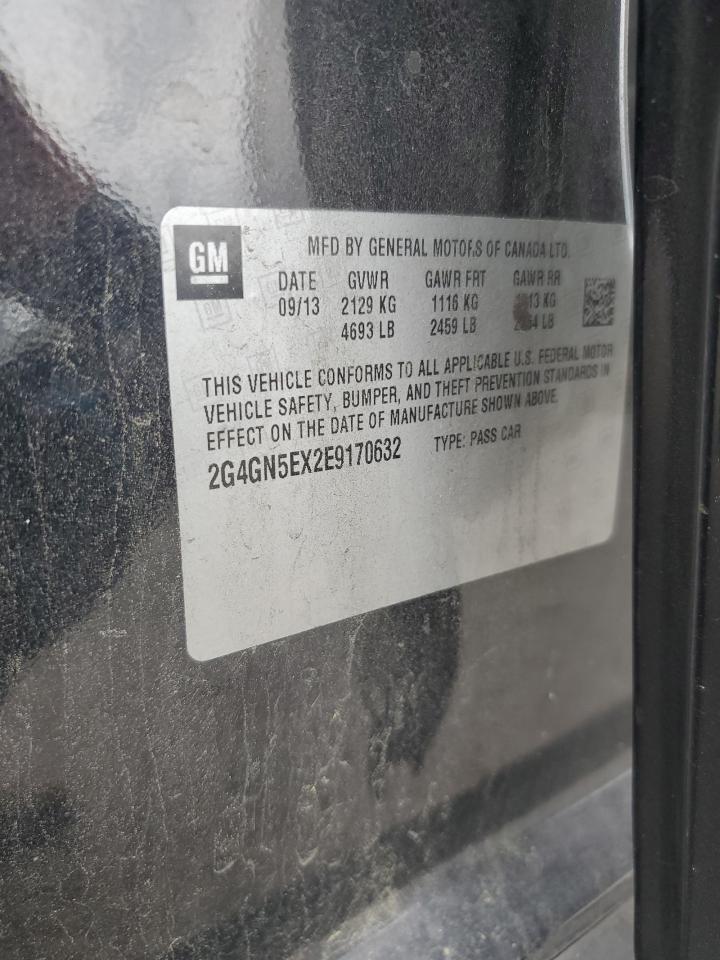 GM
MFD BY GENERAL MOTORS OF CANADA LTD.
DATE GVWR GAWR FRT GAWR RR
09/13 2129 KG 1116 KG KG
4693 LB 2459 LB LB
THIS VEHICLE CONFORMS TO ALL APPLICABLE U.S. FEDERAL MOTOR
VEHICLE SAFETY, BUMPER, AND THEFT PREVENTION STANDARDS IN
EFFECT ON THE DATE OF MANUFACTURE SHOWN ABOVE.
2G4GN5EX2E9170632 TYPE: PASS CAR